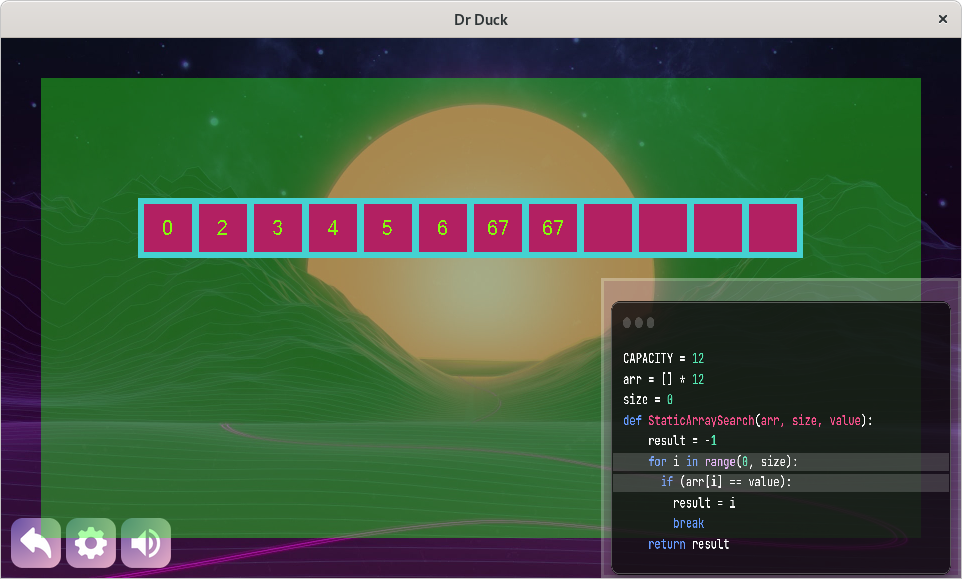 Dr Duck
0 2 3 4 5 6 67 67
CAPACITY = 12
arr = [] * 12
size = 0
def StaticArraySearch(arr, size, value):
    result = -1
    for i in range(0, size):
      if (arr[i] == value):
        result = i
        break
    return result